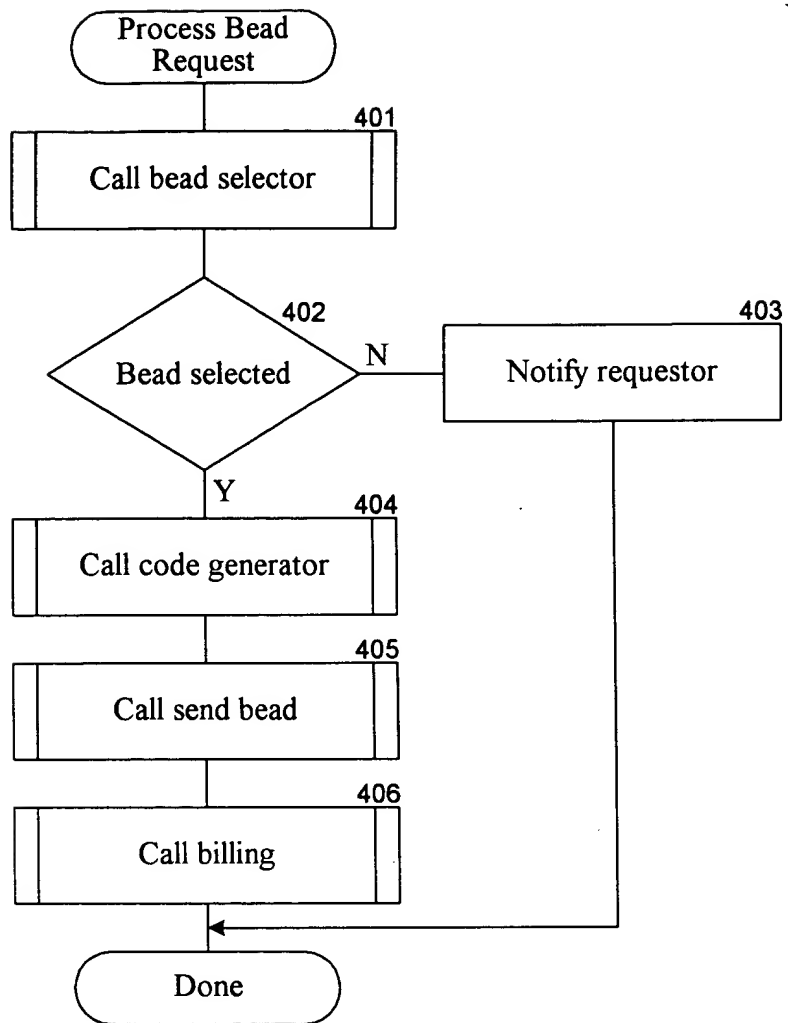 Process Bead
Request
401
Call bead selector
402
Bead selected
N
403
Notify requestor
Y
404
Call code generator
405
Call send bead
406
Call billing
Done